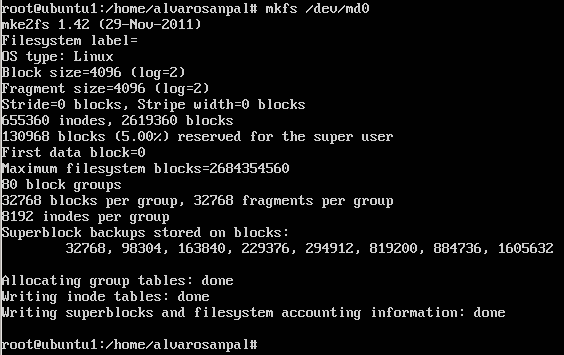 root@ubuntu1:/home/alvarosanpal# mkfs /dev/md0
mke2fs 1.42 (29-Nov-2011)
Filesystem label=
OS type: Linux
Block size=4096 (log=2)
Fragment size=4096 (log=2)
Stride=0 blocks, Stripe width=0 blocks
655360 inodes, 2619360 blocks
130968 blocks (5.00%) reserved for the super user
First data block=0
Maximum filesystem blocks=2684354560
80 block groups
32768 blocks per group, 32768 fragments per group
8192 inodes per group
Superblock backups stored on blocks:
        32768, 98304, 163840, 229376, 294912, 819200, 884736, 1605632

Allocating group tables: done
Writing inode tables: done
Writing superblocks and filesystem accounting information: done

root@ubuntu1:/home/alvarosanpal#